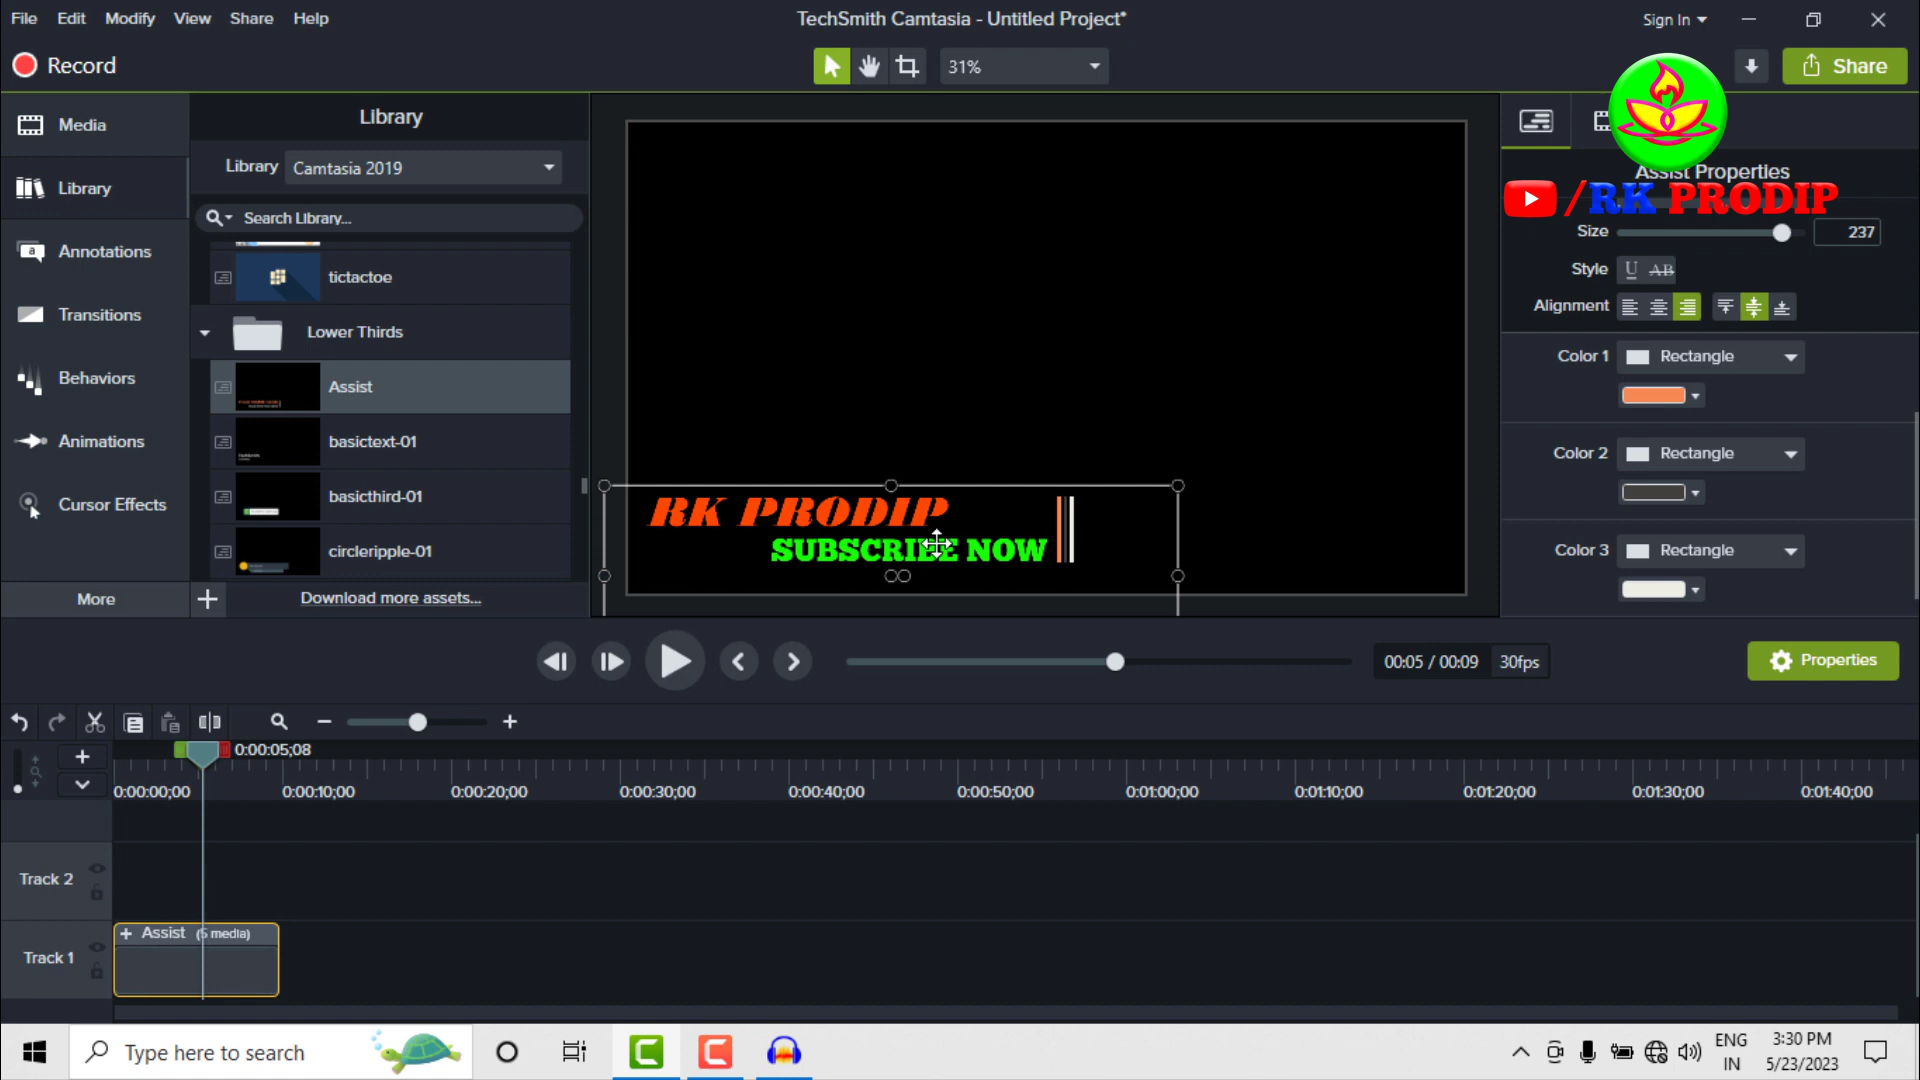 File Edit Modify View Share Help
TechSmith Camtasia - Untitled Project*
Sign In
Record
31%
Share
Media
Library
Library Camtasia 2019
Assist Properties
/RK PRODIP
Library
Search Library...
Size 237
Annotations
tictactoe
Style U AB
Alignment
Transitions
Lower Thirds
Color 1 Rectangle
Behaviors
Assist
Animations
basictext-01
Color 2 Rectangle
Cursor Effects
basicthird-01
RK PRODIP
SUBSCRIBE NOW
circleripple-01
Color 3 Rectangle
More
Download more assets...
00:05 / 00:09 30fps
Properties
0:00:05;08
0:00:00;00 0:00:10;00 0:00:20;00 0:00:30;00 0:00:40;00 0:00:50;00 0:01:00;00 0:01:10;00 0:01:20;00 0:01:30;00 0:01:40;00
Track 2
Assist (5 media)
Track 1
Type here to search
ENG
IN
3:30 PM
5/23/2023